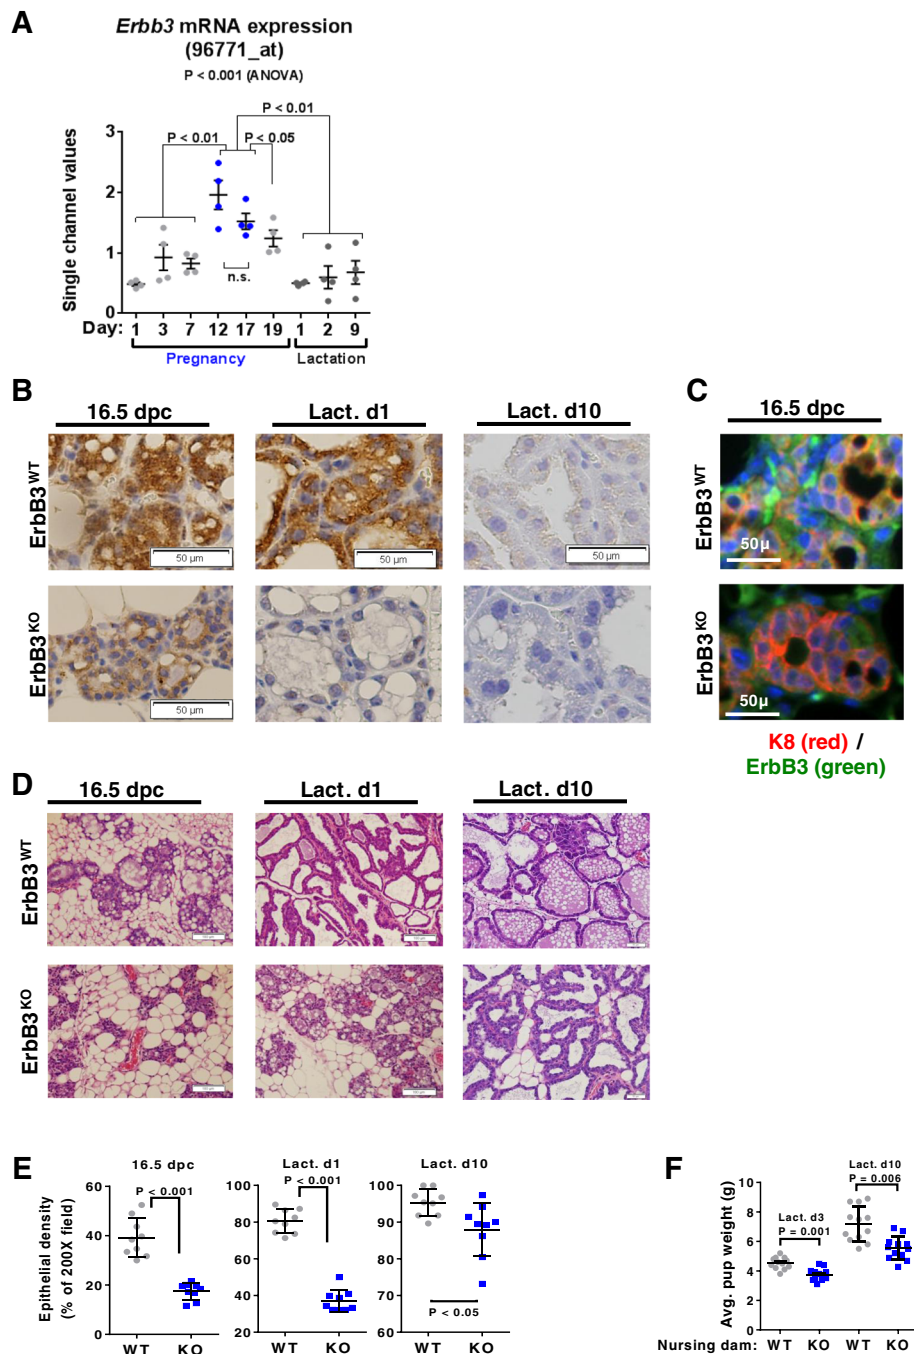 A
Erbb3 mRNA expression
(96771_at)
P < 0.001 (ANOVA)
P < 0.01
P < 0.01
P < 0.05
Single channel values
3
2
1
0
n.s.
Day: 1 3 7 12 17 19 1 2 9
Pregnancy
Lactation
B
16.5 dpc
Lact. d1
Lact. d10
ErbB3WT
50 µm
50 µm
50 µm
ErbB3KO
50 µm
50 µm
C
16.5 dpc
ErbB3WT
50µ
ErbB3KO
50µ
K8 (red) /
ErbB3 (green)
D
16.5 dpc
Lact. d1
Lact. d10
ErbB3WT
ErbB3KO
E
Epithelial density
(% of 200X field)
16.5 dpc
P < 0.001
60
40
20
0
WT KO
Lact. d1
P < 0.001
100
80
60
40
20
WT KO
Lact. d10
100
90
80
70
60
P < 0.05
WT KO
F
Avg. pup weight (g)
10
8
6
4
2
0
Lact. d10
P = 0.006
Lact. d3
P = 0.001
Nursing dam: WT KO WT KO